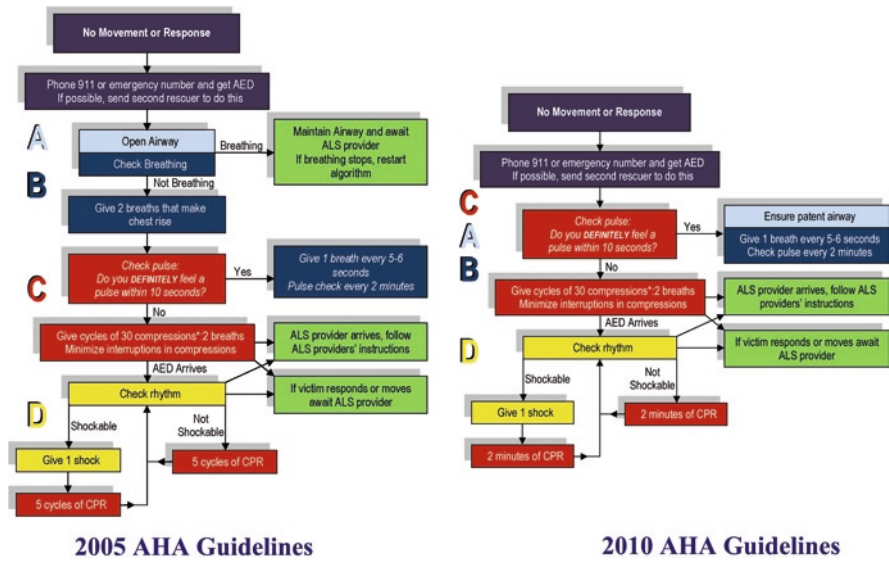 No Movement or Response
Phone 911 or emergency number and get AED
If possible, send second rescuer to do this
A
Open Airway
Check Breathing
Breathing
Maintain Airway and await
ALS provider
If breathing stops, restart
algorithm
B
Not Breathing
Give 2 breaths that make
chest rise
C
Check pulse:
Do you DEFINITELY feel a
pulse within 10 seconds?
Yes
Give 1 breath every 5-6
seconds
Pulse check every 2 minutes
No
Give cycles of 30 compressions*:2 breaths
Minimize interruptions in compressions
ALS provider arrives, follow
ALS providers' instructions
AED Arrives
If victim responds or moves
await ALS provider
D
Check rhythm
Shockable
Not
Shockable
Give 1 shock
5 cycles of CPR
5 cycles of CPR
2005 AHA Guidelines
No Movement or Response
Phone 911 or emergency number and get AED
If possible, send second rescuer to do this
C
A
B
Check pulse:
Do you DEFINITELY feel a
pulse within 10 seconds?
Yes
Ensure patent airway
Give 1 breath every 5-6 seconds
Check pulse every 2 minutes
No
Give cycles of 30 compressions*:2 breaths
Minimize interruptions in compressions
ALS provider arrives, follow ALS
providers' instructions
AED Arrives
If victim responds or moves await
ALS provider
D
Check rhythm
Shockable
Not
Shockable
Give 1 shock
2 minutes of CPR
2 minutes of CPR
2010 AHA Guidelines